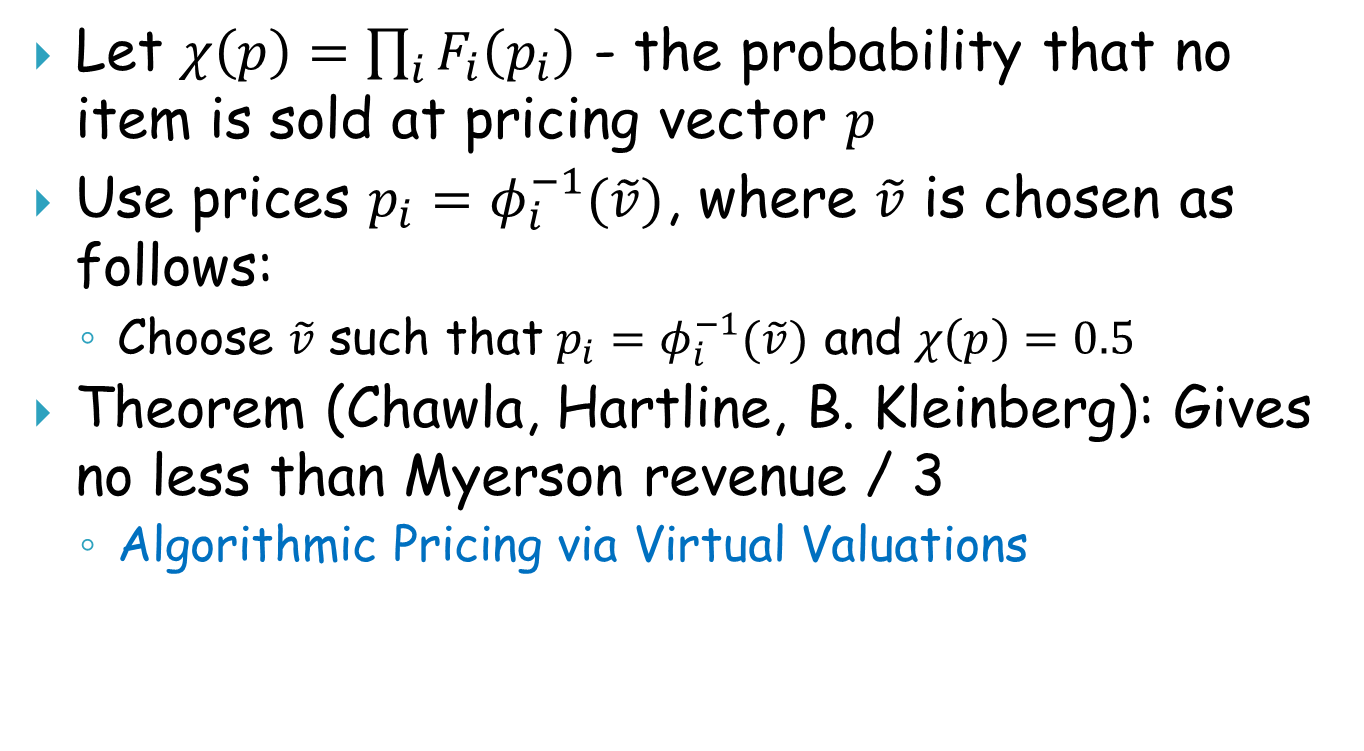 Let χ(p) = ∏ᵢ Fᵢ(pᵢ) - the probability that no
item is sold at pricing vector p
Use prices pᵢ = ϕᵢ⁻¹(ṽ), where ṽ is chosen as
follows:
Choose ṽ such that pᵢ = ϕᵢ⁻¹(ṽ) and χ(p) = 0.5
Theorem (Chawla, Hartline, B. Kleinberg): Gives
no less than Myerson revenue / 3
Algorithmic Pricing via Virtual Valuations